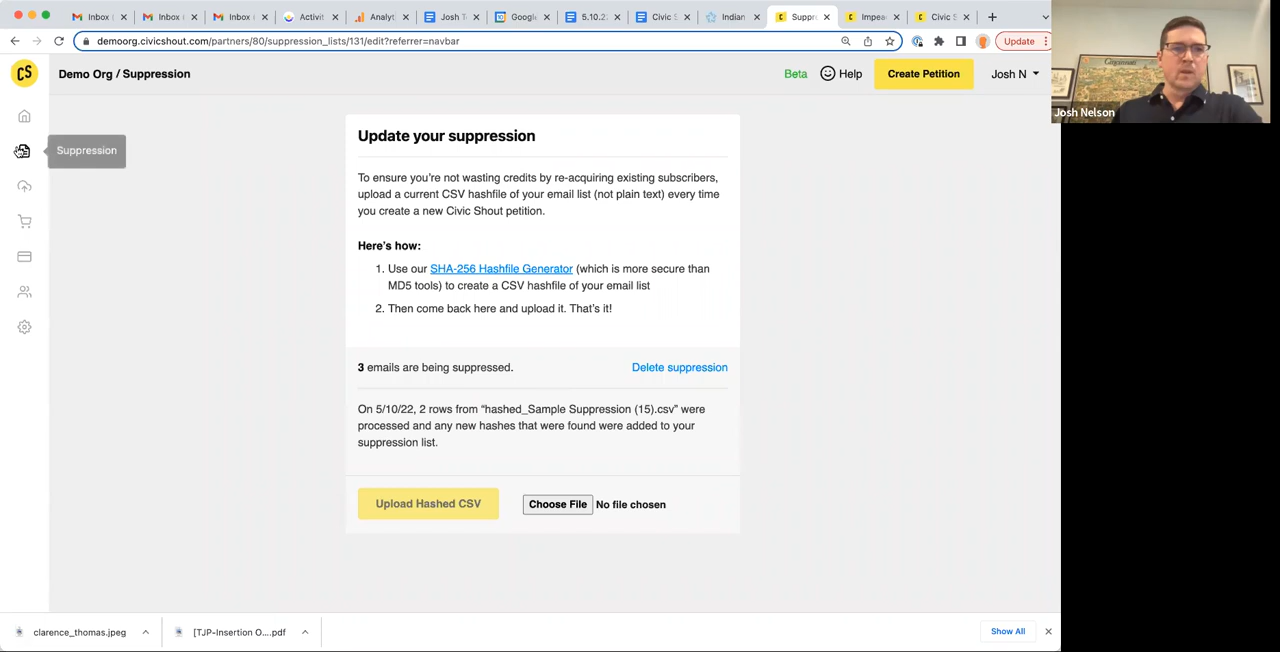 Inbox
Inbox
Inbox
Activit
Analyt
Josh T
Google
5.10.2
Civic S
Indian
Suppr
Impea
Civic S
demoorg.civicshout.com/partners/80/suppression_lists/131/edit?referrer=navbar
Update
CS
Demo Org / Suppression
Beta
Help
Create Petition
Josh N
Josh Nelson
Suppression
Update your suppression
To ensure you're not wasting credits by re-acquiring existing subscribers,
upload a current CSV hashfile of your email list (not plain text) every time
you create a new Civic Shout petition.
Here's how:
1. Use our SHA-256 Hashfile Generator (which is more secure than
MD5 tools) to create a CSV hashfile of your email list
2. Then come back here and upload it. That's it!
3 emails are being suppressed.
Delete suppression
On 5/10/22, 2 rows from “hashed_Sample Suppression (15).csv” were
processed and any new hashes that were found were added to your
suppression list.
Upload Hashed CSV
Choose File
No file chosen
clarence_thomas.jpeg
[TJP-Insertion O....pdf
Show All